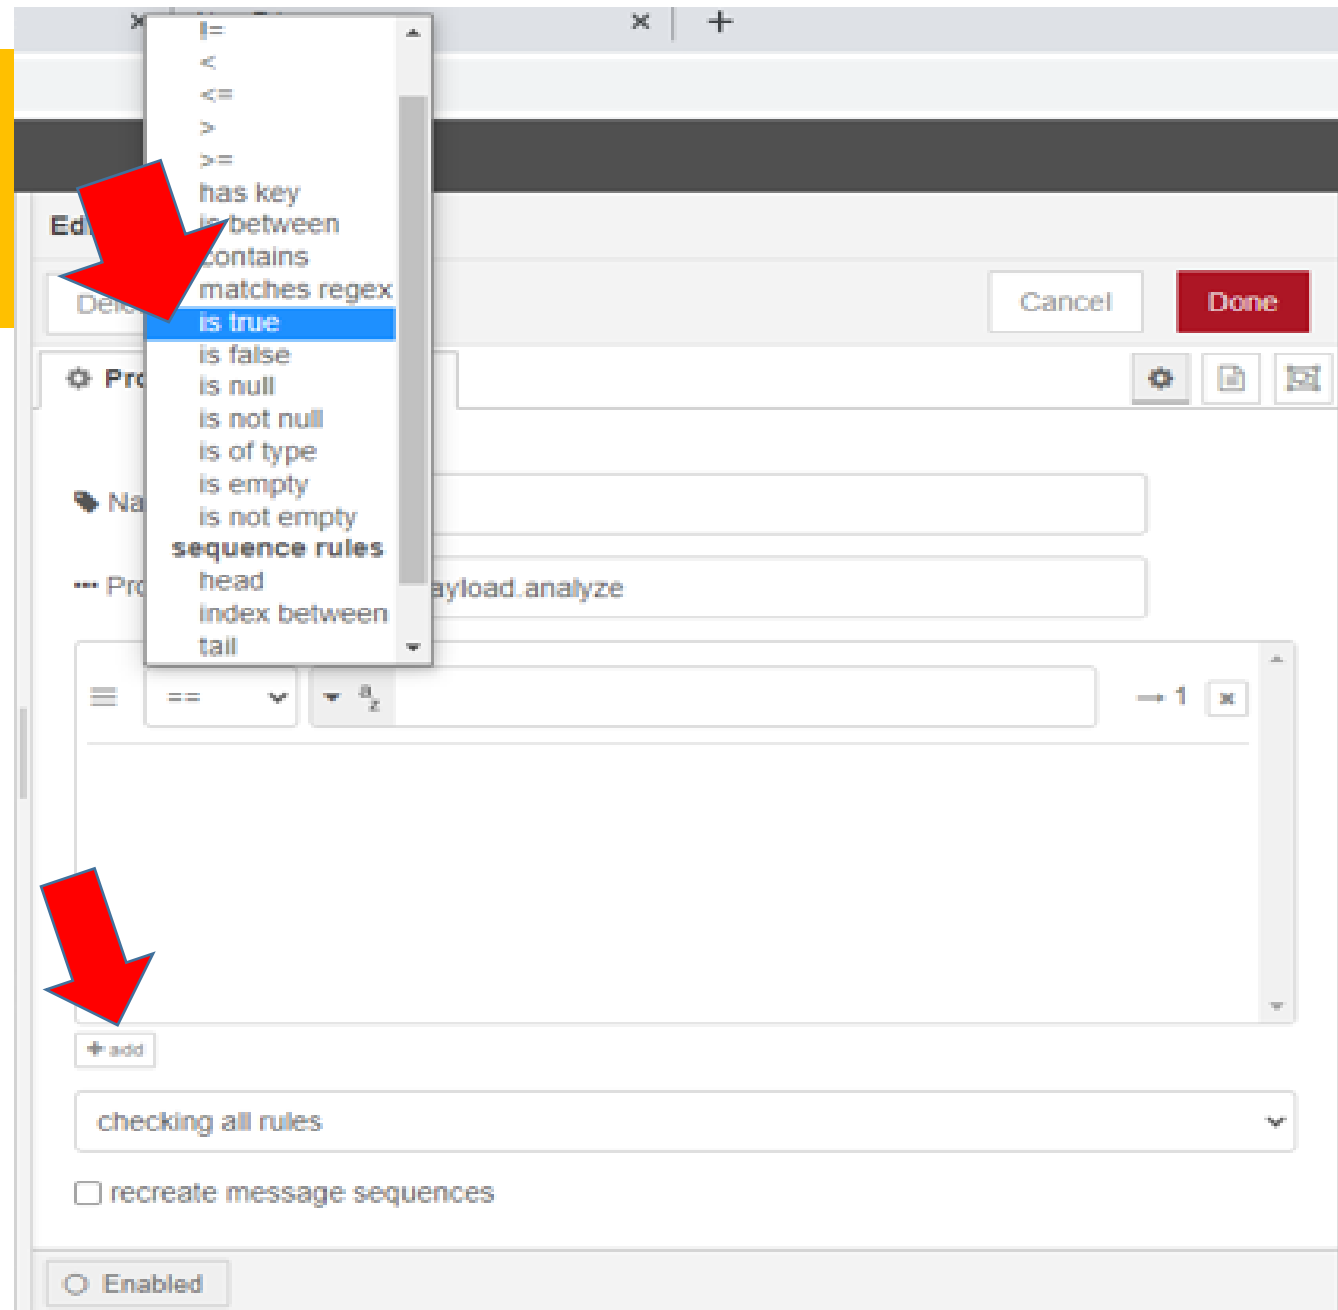 !=
<
<=
>
>=
has key
is between
contains
matches regex
is true
is false
is null
is not null
is of type
is empty
is not empty
sequence rules
head
index between
tail
Cancel
Done
ayload.analyze
==
a
z
1
+ add
checking all rules
recreate message sequences
Enabled